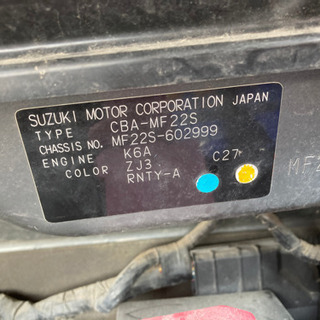 SUZUKI MOTOR CORPORATION JAPAN
TYPE CBA-MF22S
CHASSIS NO. MF22S-602999
ENGINE K6A
COLOR ZJ3 C27
RNTY-A